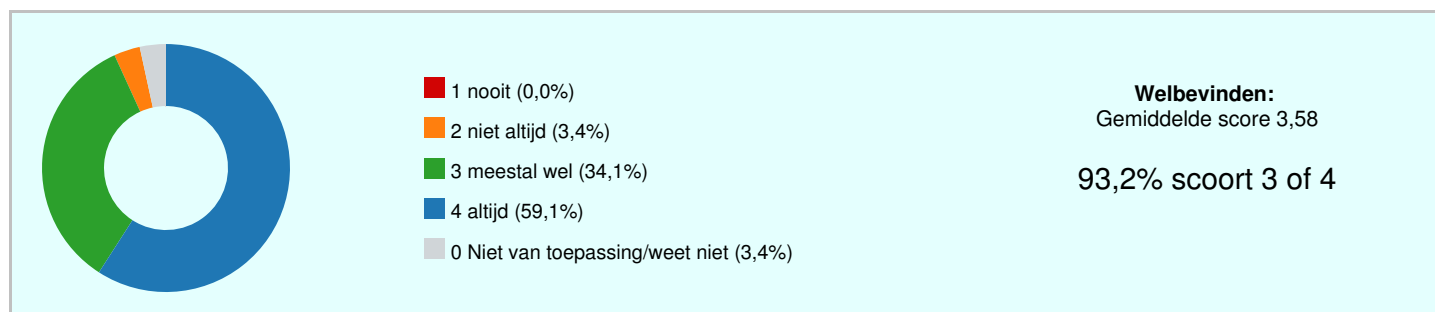 1 nooit (0,0%)
2 niet altijd (3,4%)
3 meestal wel (34,1%)
4 altijd (59,1%)
0 Niet van toepassing/weet niet (3,4%)
Welbevinden:
Gemiddelde score 3,58
93,2% scoort 3 of 4